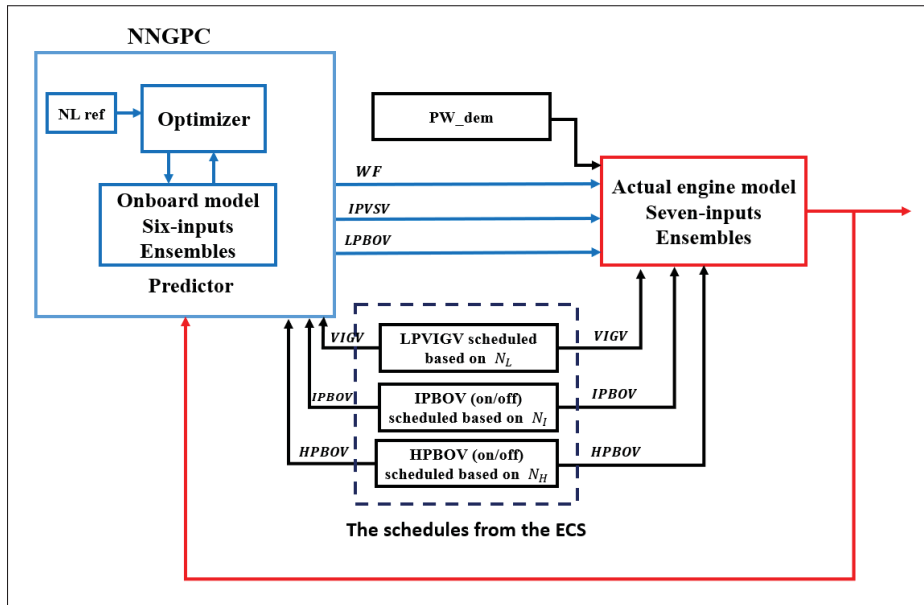 NNGPC
NL ref
Optimizer
Onboard model
Six-inputs
Ensembles
Predictor
PW_dem
WF
IPVSV
LPBOV
Actual engine model
Seven-inputs
Ensembles
VIGV
LPVIGV scheduled
based on N_L
VIGV
IPBOV
IPBOV (on/off)
scheduled based on N_I
IPBOV
HPBOV
HPBOV (on/off)
scheduled based on N_H
HPBOV
The schedules from the ECS